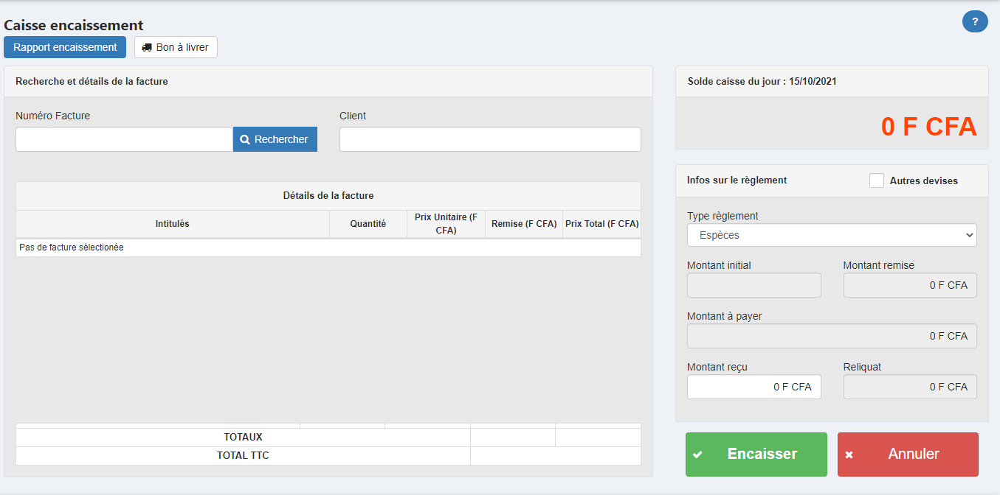 Caisse encaissement
?
Rapport encaissement
Bon à livrer
Recherche et détails de la facture
Numéro Facture
Client
Rechercher
Détails de la facture
Intitulés
Quantité
Prix Unitaire (F
CFA)
Remise (F CFA)
Prix Total (F CFA)
Pas de facture sélectionée
TOTAUX
TOTAL TTC
Solde caisse du jour : 15/10/2021
0 F CFA
Infos sur le règlement
Autres devises
Type règlement
Espèces
Montant initial
Montant remise
0 F CFA
Montant à payer
0 F CFA
Montant reçu
Reliquat
0 F CFA
0 F CFA
Encaisser
Annuler